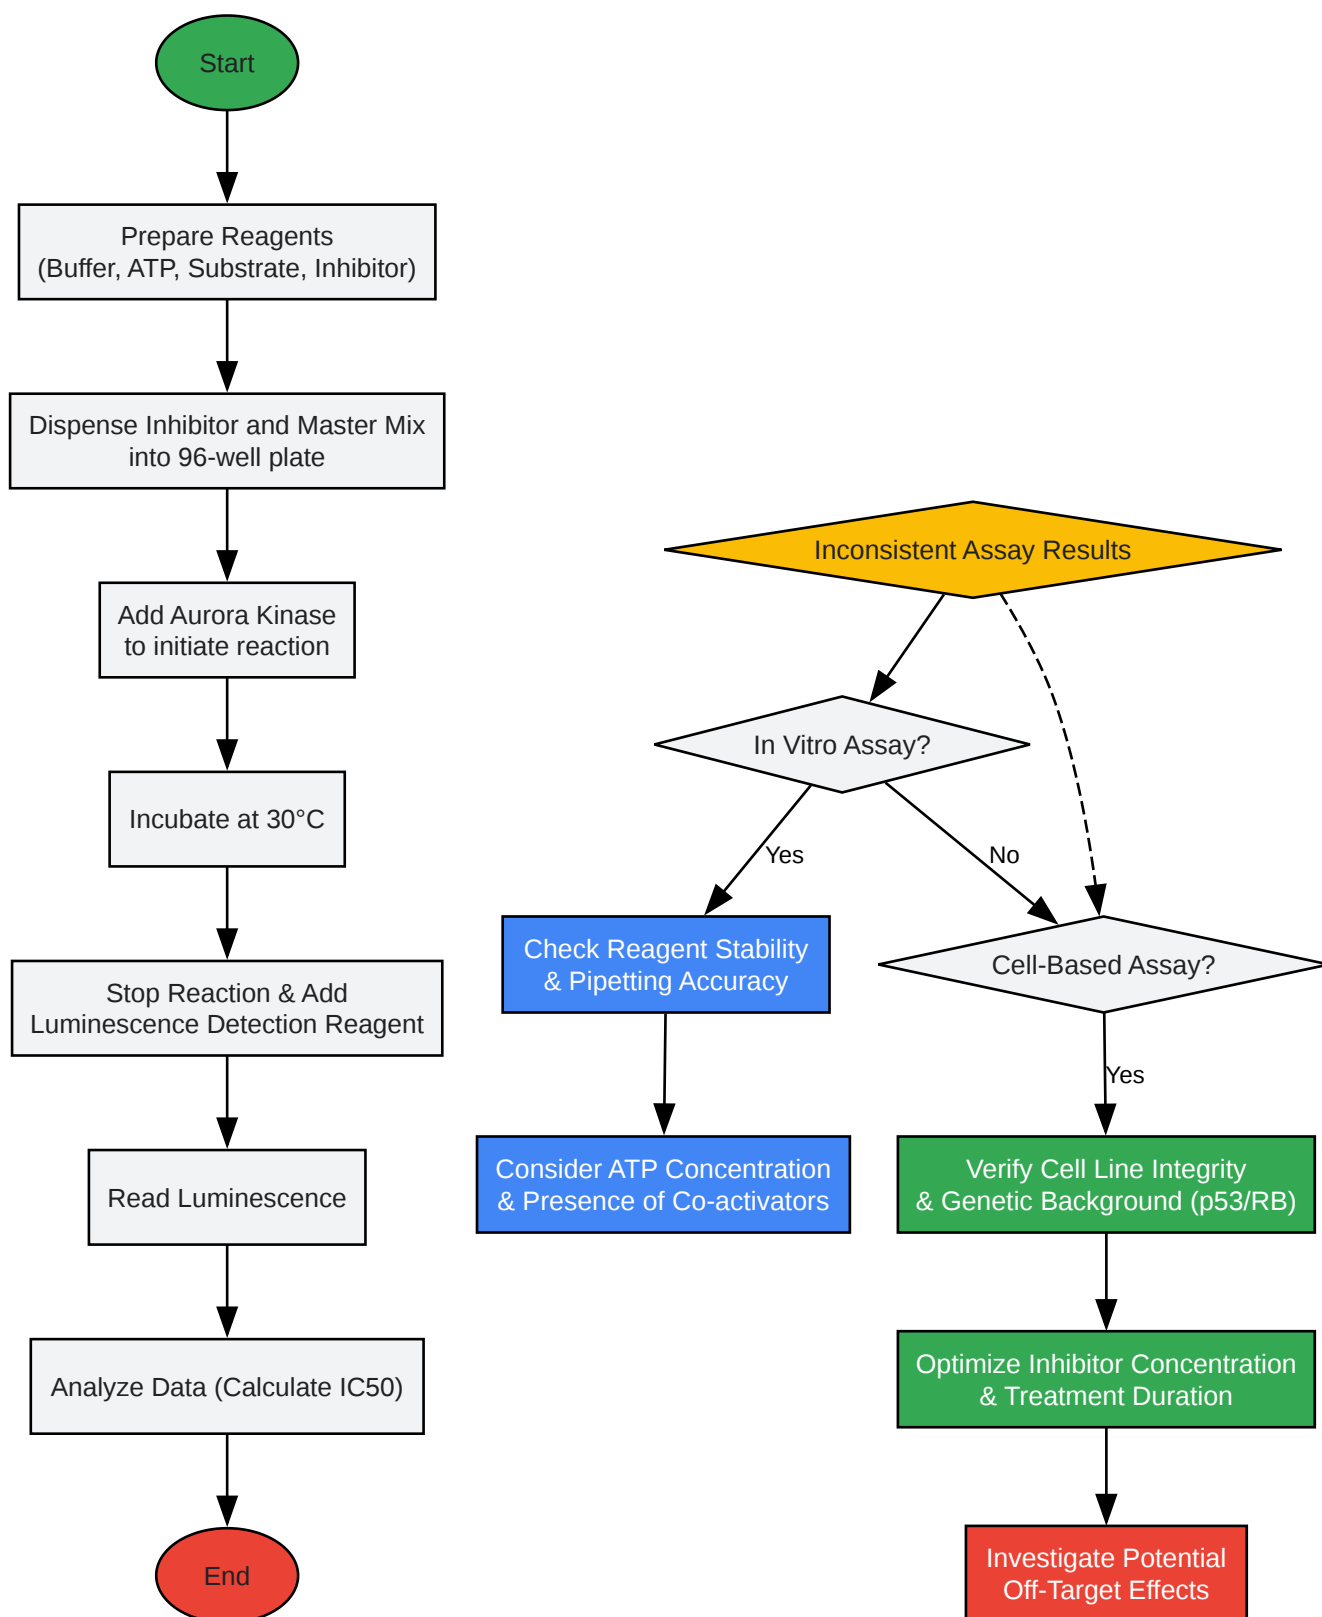 Start
Prepare Reagents
(Buffer, ATP, Substrate, Inhibitor)
Dispense Inhibitor and Master Mix
into 96-well plate
Add Aurora Kinase
to initiate reaction
Incubate at 30°C
Stop Reaction & Add
Luminescence Detection Reagent
Read Luminescence
Analyze Data (Calculate IC50)
End
Inconsistent Assay Results
In Vitro Assay?
Yes
No
Check Reagent Stability
& Pipetting Accuracy
Consider ATP Concentration
& Presence of Co-activators
Cell-Based Assay?
Yes
Verify Cell Line Integrity
& Genetic Background (p53/RB)
Optimize Inhibitor Concentration
& Treatment Duration
Investigate Potential
Off-Target Effects